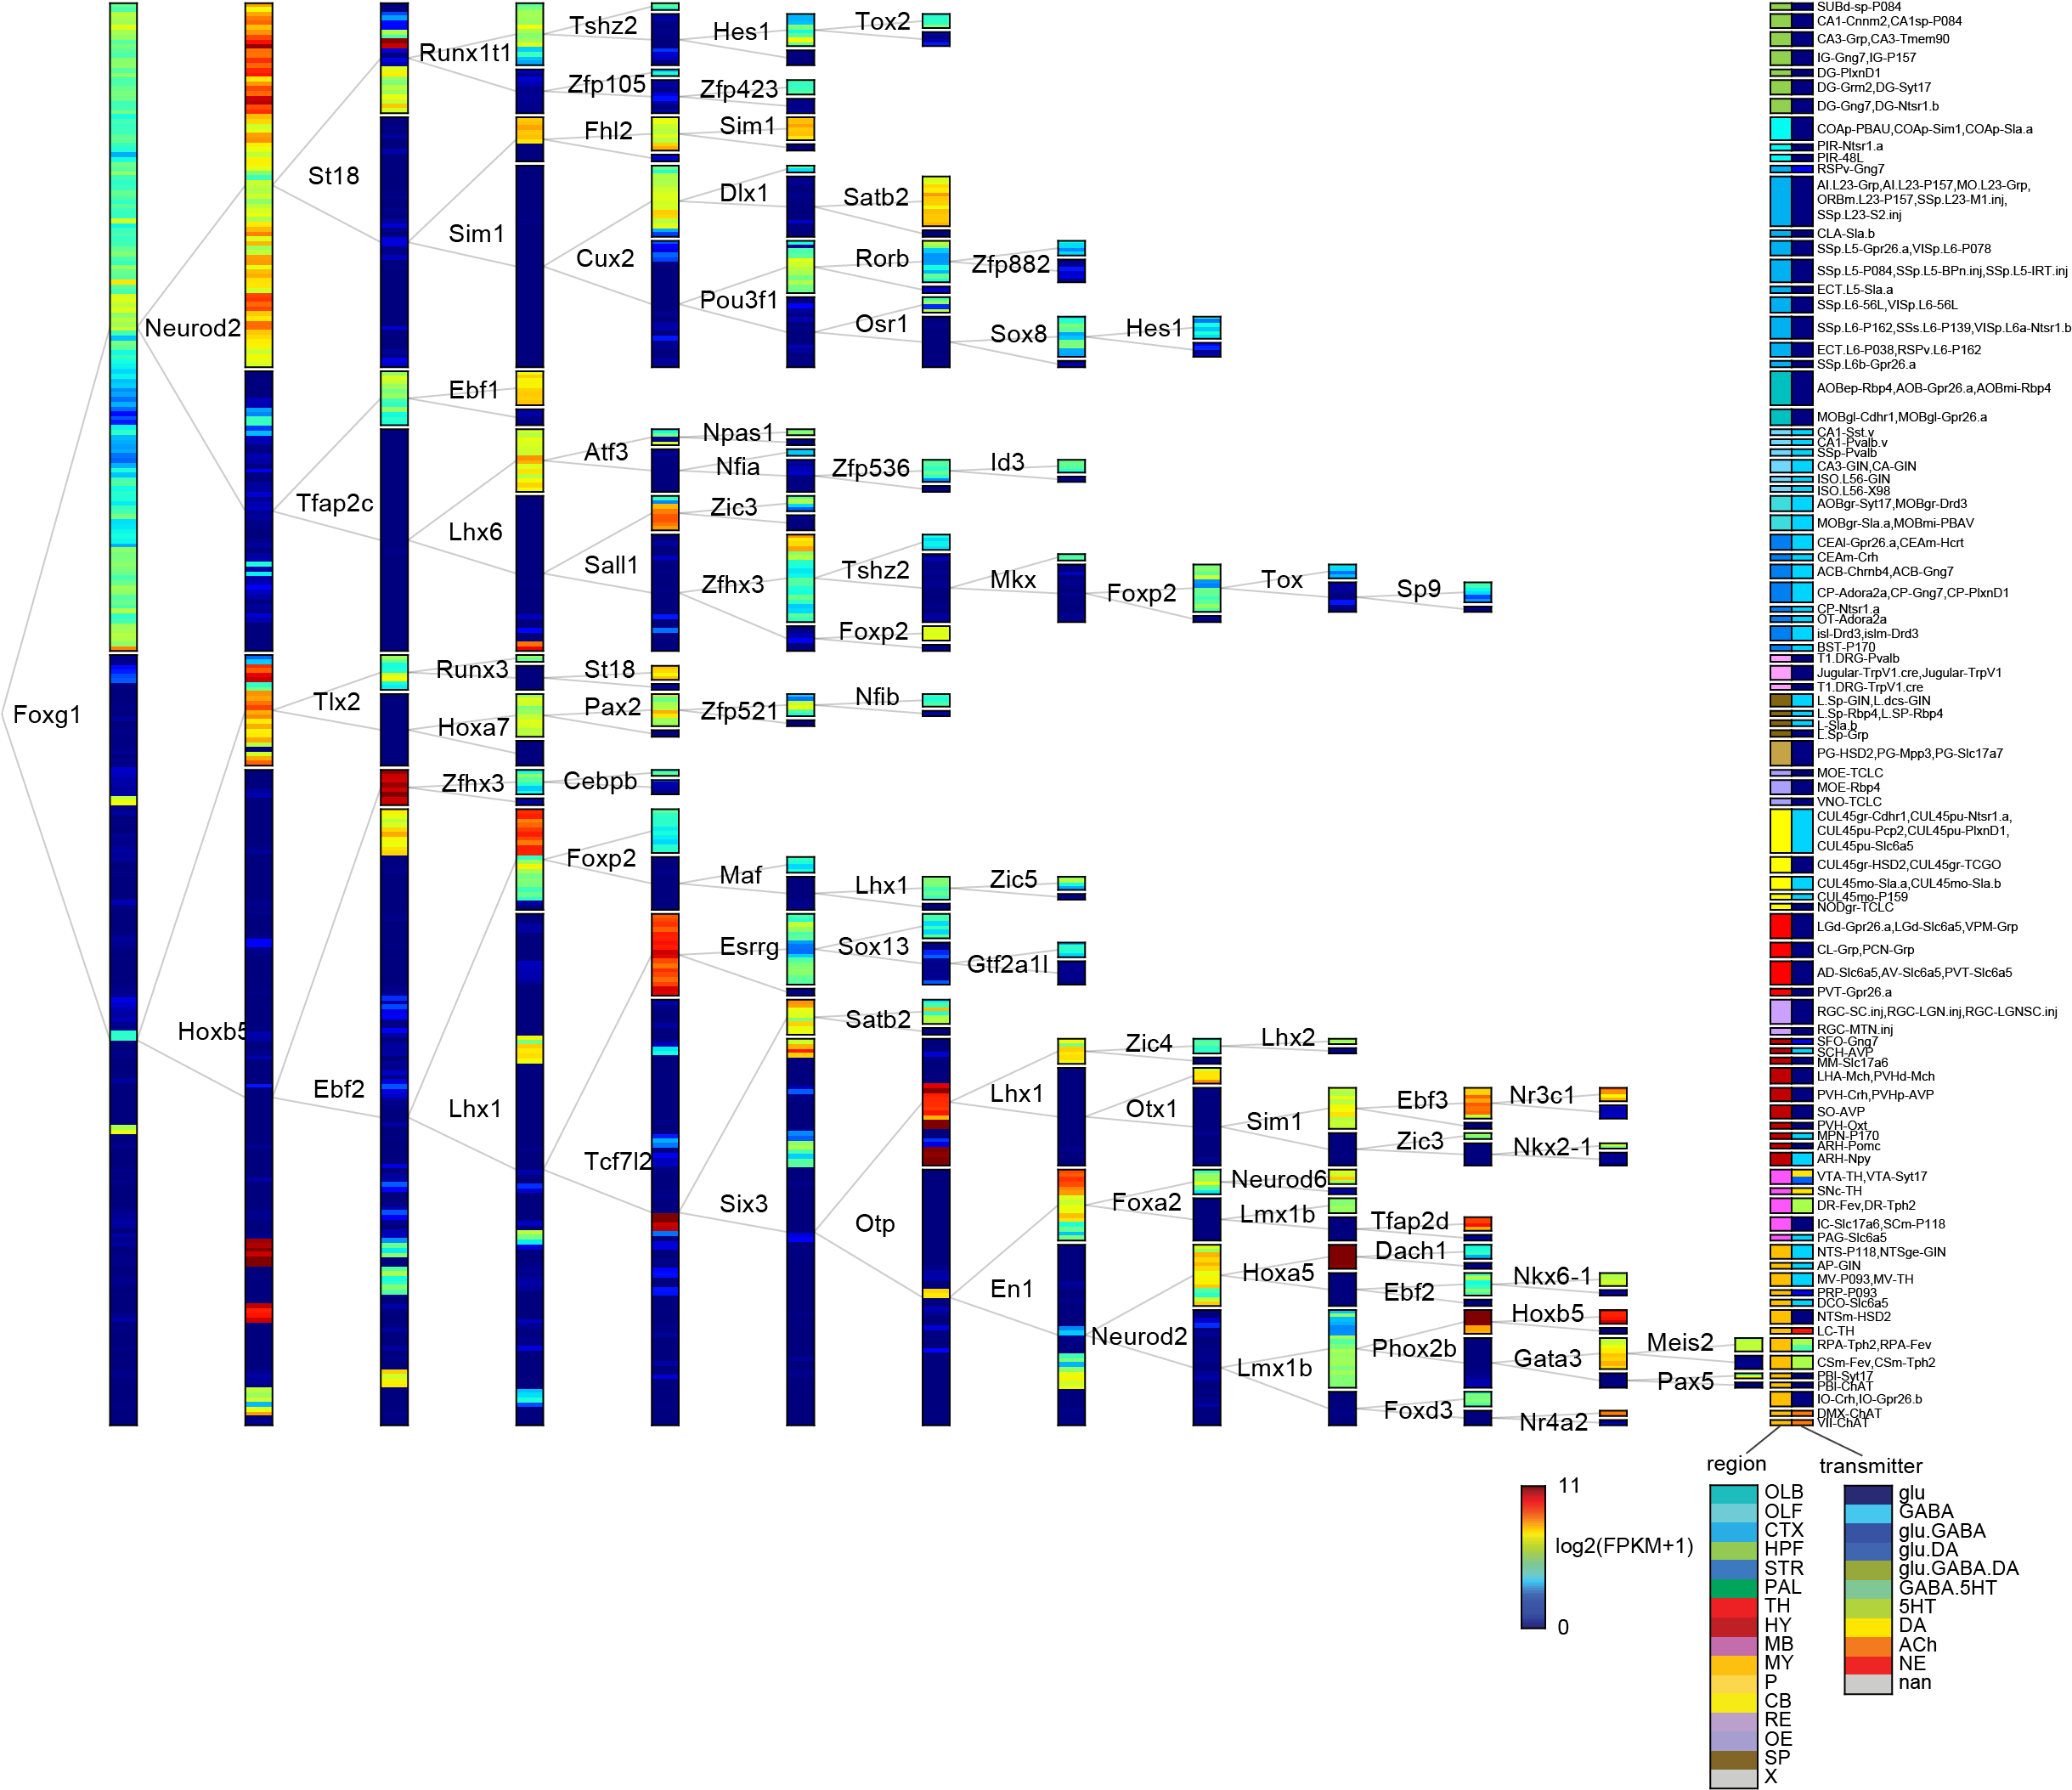 Foxg1
Neurod2
Hoxb5
St18
Tfap2c
Tlx2
Ebf2
Runx1t1
Sim1
Ebf1
Lhx6
Runx3
Hoxa7
Zfhx3
Lhx1
Tshz2
Zfp105
Fhl2
Cux2
Atf3
Nfia
Sall1
St18
Pax2
Cebpb
Foxp2
Tcf7l2
Hes1
Zfp423
Sim1
Dlx1
Pou3f1
Npas1
Zic3
Zfhx3
Zfp521
Maf
Esrrg
Six3
Tox2
Satb2
Rorb
Osr1
Zfp536
Tshz2
Foxp2
Nfib
Lhx1
Sox13
Satb2
Otp
Zfp882
Sox8
Id3
Mkx
Zic5
Gtf2a1l
Lhx1
En1
Hes1
Foxp2
Zic4
Otx1
Foxa2
Neurod2
Tox
Lhx2
Sim1
Neurod6
Lmx1b
Hoxa5
Lmx1b
Sp9
Ebf3
Zic3
Tfap2d
Dach1
Ebf2
Phox2b
Foxd3
Nr3c1
Nkx2-1
Nkx6-1
Hoxb5
Gata3
Nr4a2
Meis2
Pax5
SUBd-sp-P084
CA1-Cnnm2,CA1sp-P084
CA3-Grp,CA3-Tmem90
IG-Gng7,IG-P157
DG-PlxnD1
DG-Grm2,DG-Syt17
DG-Gng7,DG-Ntsr1.b
COAp-PBAU,COAp-Sim1,COAp-Sla.a
PIR-Ntsr1.a
PIR-48L
RSPv-Gng7
AI.L23-Grp,AI.L23-P157,MO.L23-Grp,
ORBm.L23-P157,SSp.L23-M1.inj,
SSp.L23-S2.inj
CLA-Sla.b
SSp.L5-Gpr26.a,VISp.L6-P078
SSp.L5-P084,SSp.L5-BPn.inj,SSp.L5-IRT.inj
ECT.L5-Sla.a
SSp.L6-56L,VISp.L6-56L
SSp.L6-P162,SSs.L6-P139,VISp.L6a-Ntsr1.b
ECT.L6-P038,RSPv.L6-P162
SSp.L6b-Gpr26.a
AOBep-Rbp4,AOB-Gpr26.a,AOBmi-Rbp4
MOBgl-Cdhr1,MOBgl-Gpr26.a
CA1-Sst.v
CA1-Pvalb.v
SSp-Pvalb
CA3-GIN,CA-GIN
ISO.L56-GIN
ISO.L56-X98
AOBgr-Syt17,MOBgr-Drd3
MOBgr-Sla.a,MOBmi-PBAV
CEAl-Gpr26.a,CEAm-Hcrt
CEAm-Crh
ACB-Chrnb4,ACB-Gng7
CP-Adora2a,CP-Gng7,CP-PlxnD1
CP-Ntsr1.a
OT-Adora2a
isl-Drd3,islm-Drd3
BST-P170
T1.DRG-Pvalb
Jugular-TrpV1.cre,Jugular-TrpV1
T1.DRG-TrpV1.cre
L.Sp-GIN,L.dcs-GIN
L.Sp-Rbp4,L.SP-Rbp4
L-Sla.b
L.Sp-Grp
PG-HSD2,PG-Mpp3,PG-Slc17a7
MOE-TCLC
MOE-Rbp4
VNO-TCLC
CUL45gr-Cdhr1,CUL45pu-Ntsr1.a,
CUL45pu-Pcp2,CUL45pu-PlxnD1,
CUL45pu-Slc6a5
CUL45gr-HSD2,CUL45gr-TCGO
CUL45mo-Sla.a,CUL45mo-Sla.b
CUL45mo-P159
NODgr-TCLC
LGd-Gpr26.a,LGd-Slc6a5,VPM-Grp
CL-Grp,PCN-Grp
AD-Slc6a5,AV-Slc6a5,PVT-Slc6a5
PVT-Gpr26.a
RGC-SC.inj,RGC-LGN.inj,RGC-LGNSC.inj
RGC-MTN.inj
SFO-Gng7
SCH-AVP
MM-Slc17a6
LHA-Mch,PVHd-Mch
PVH-Crh,PVHp-AVP
SO-AVP
PVH-Oxt
MPN-P170
ARH-Pomc
ARH-Npy
VTA-TH,VTA-Syt17
SNc-TH
DR-Fev,DR-Tph2
IC-Slc17a6,SCm-P118
PAG-Slc6a5
NTS-P118,NTSge-GIN
AP-GIN
MV-P093,MV-TH
PRP-P093
DCO-Slc6a5
NTSm-HSD2
LC-TH
RPA-Tph2,RPA-Fev
CSm-Fev,CSm-Tph2
PBl-Syt17
PBl-ChAT
IO-Crh,IO-Gpr26.b
DMX-ChAT
VII-ChAT
region
transmitter
11
log2(FPKM+1)
0
OLB
OLF
CTX
HPF
STR
PAL
TH
HY
MB
MY
P
CB
RE
OE
SP
X
glu
GABA
glu.GABA
glu.DA
glu.GABA.DA
GABA.5HT
5HT
DA
ACh
NE
nan